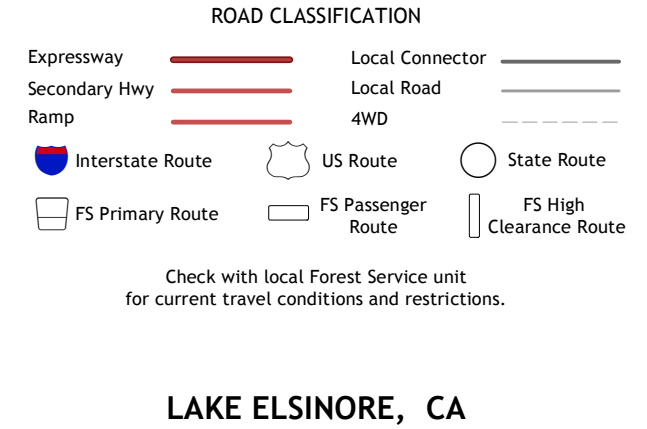 ROAD CLASSIFICATION
Expressway
Local Connector
Secondary Hwy
Local Road
Ramp
4WD
Interstate Route
US Route
State Route
FS Primary Route
FS Passenger
Route
FS High
Clearance Route
Check with local Forest Service unit
for current travel conditions and restrictions.
LAKE ELSINORE, CA